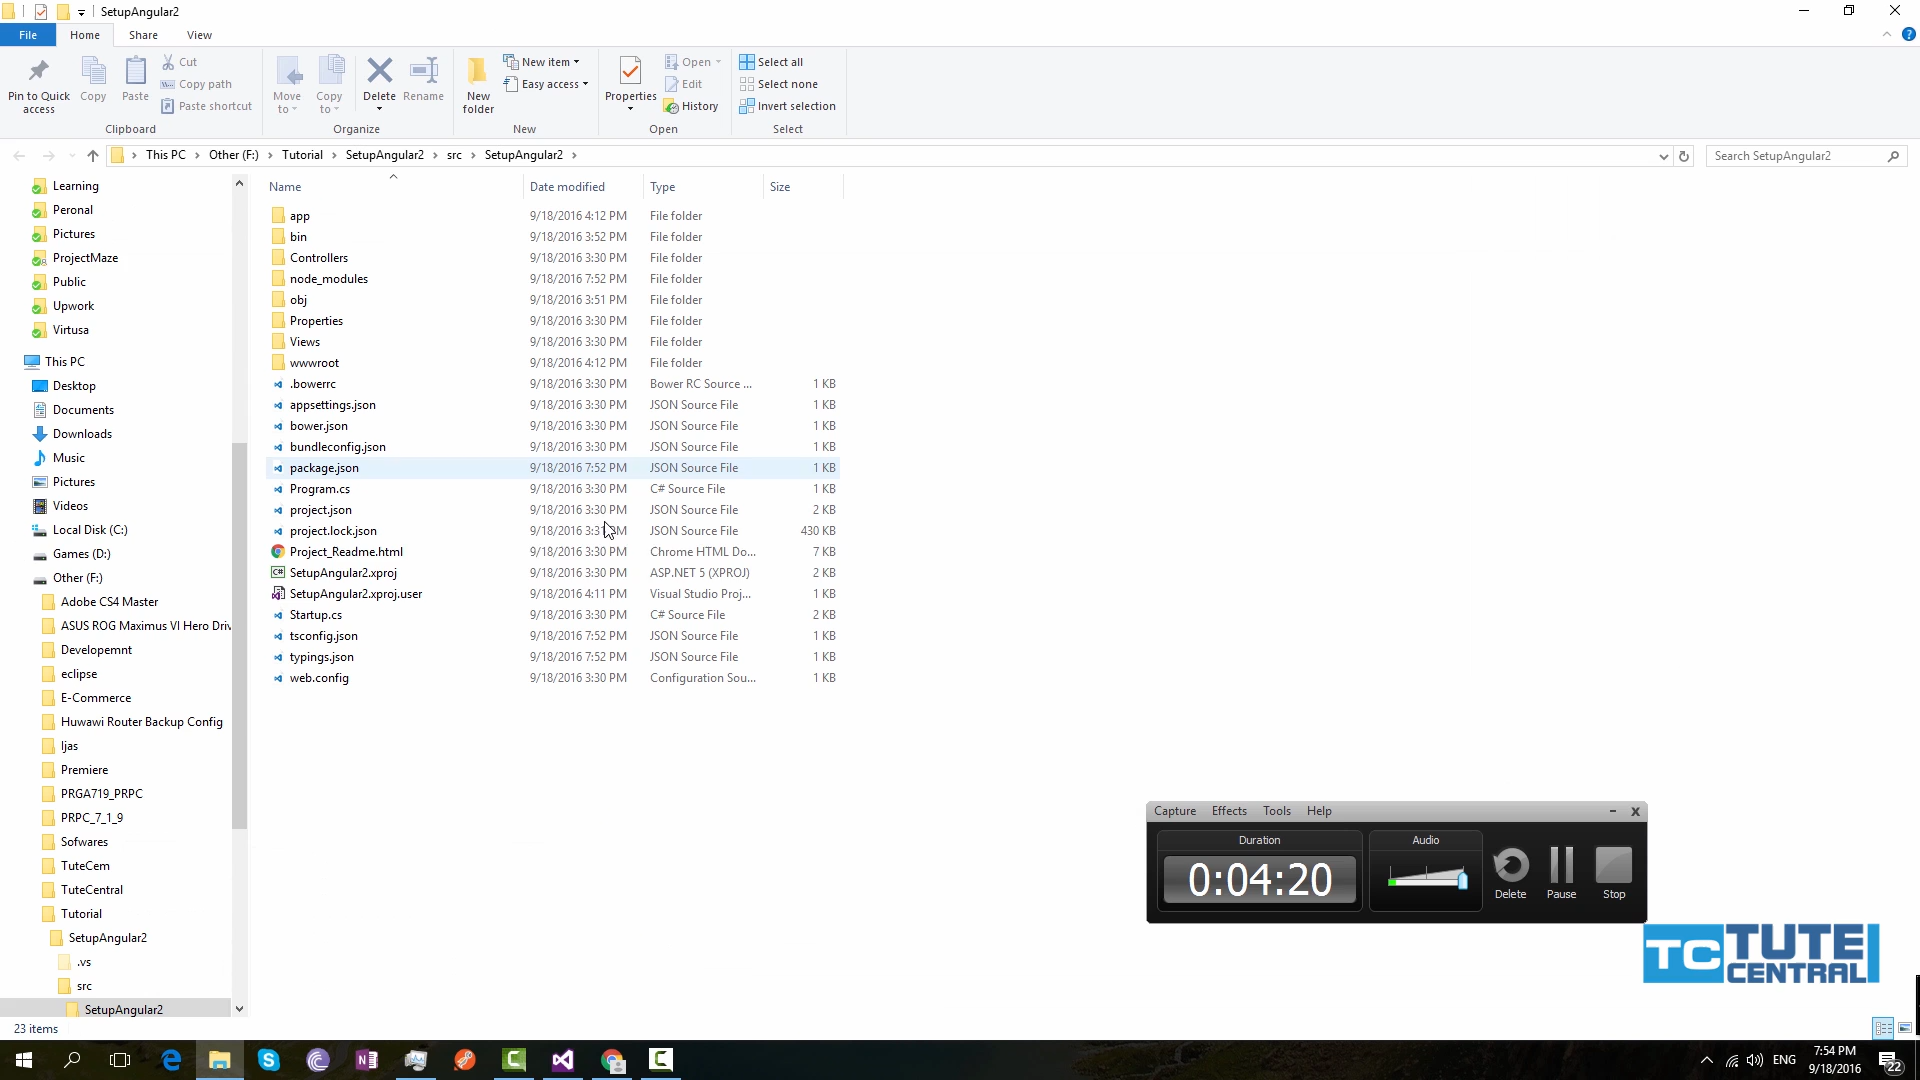 SetupAngular2
File Home Share View
Pin to Quick access
Copy
Paste
Cut
Copy path
Paste shortcut
Clipboard
Move to
Copy to
Delete
Rename
Organize
New folder
New item
Easy access
New
Properties
Open
Edit
History
Open
Select all
Select none
Invert selection
Select
This PC Other (F:) Tutorial SetupAngular2 src SetupAngular2
Search SetupAngular2
Learning
Peronal
Pictures
ProjectMaze
Public
Upwork
Virtusa
This PC
Desktop
Documents
Downloads
Music
Pictures
Videos
Local Disk (C:)
Games (D:)
Other (F:)
Adobe CS4 Master
ASUS ROG Maximus VI Hero Driv
Developemnt
eclipse
E-Commerce
Huwawi Router Backup Config
Ijas
Premiere
PRGA719_PRPC
PRPC_7_1_9
Sofwares
TuteCem
TuteCentral
Tutorial
SetupAngular2
.vs
src
SetupAngular2
Name Date modified Type Size
app 9/18/2016 4:12 PM File folder
bin 9/18/2016 3:52 PM File folder
Controllers 9/18/2016 3:30 PM File folder
node_modules 9/18/2016 7:52 PM File folder
obj 9/18/2016 3:51 PM File folder
Properties 9/18/2016 3:30 PM File folder
Views 9/18/2016 3:30 PM File folder
wwwroot 9/18/2016 4:12 PM File folder
.bowerrc 9/18/2016 3:30 PM Bower RC Source ... 1 KB
appsettings.json 9/18/2016 3:30 PM JSON Source File 1 KB
bower.json 9/18/2016 3:30 PM JSON Source File 1 KB
bundleconfig.json 9/18/2016 3:30 PM JSON Source File 1 KB
package.json 9/18/2016 7:52 PM JSON Source File 1 KB
Program.cs 9/18/2016 3:30 PM C# Source File 1 KB
project.json 9/18/2016 3:30 PM JSON Source File 2 KB
project.lock.json 9/18/2016 3:31 PM JSON Source File 430 KB
Project_Readme.html 9/18/2016 3:30 PM Chrome HTML Do... 7 KB
SetupAngular2.xproj 9/18/2016 3:30 PM ASP.NET 5 (XPROJ) 2 KB
SetupAngular2.xproj.user 9/18/2016 4:11 PM Visual Studio Proj... 1 KB
Startup.cs 9/18/2016 3:30 PM C# Source File 2 KB
tsconfig.json 9/18/2016 7:52 PM JSON Source File 1 KB
typings.json 9/18/2016 7:52 PM JSON Source File 1 KB
web.config 9/18/2016 3:30 PM Configuration Sou... 1 KB
Capture Effects Tools Help
Duration
0:04:20
Audio
Delete
Pause
Stop
TC TUTE
CENTRAL
23 items
ENG
7:54 PM
9/18/2016
22